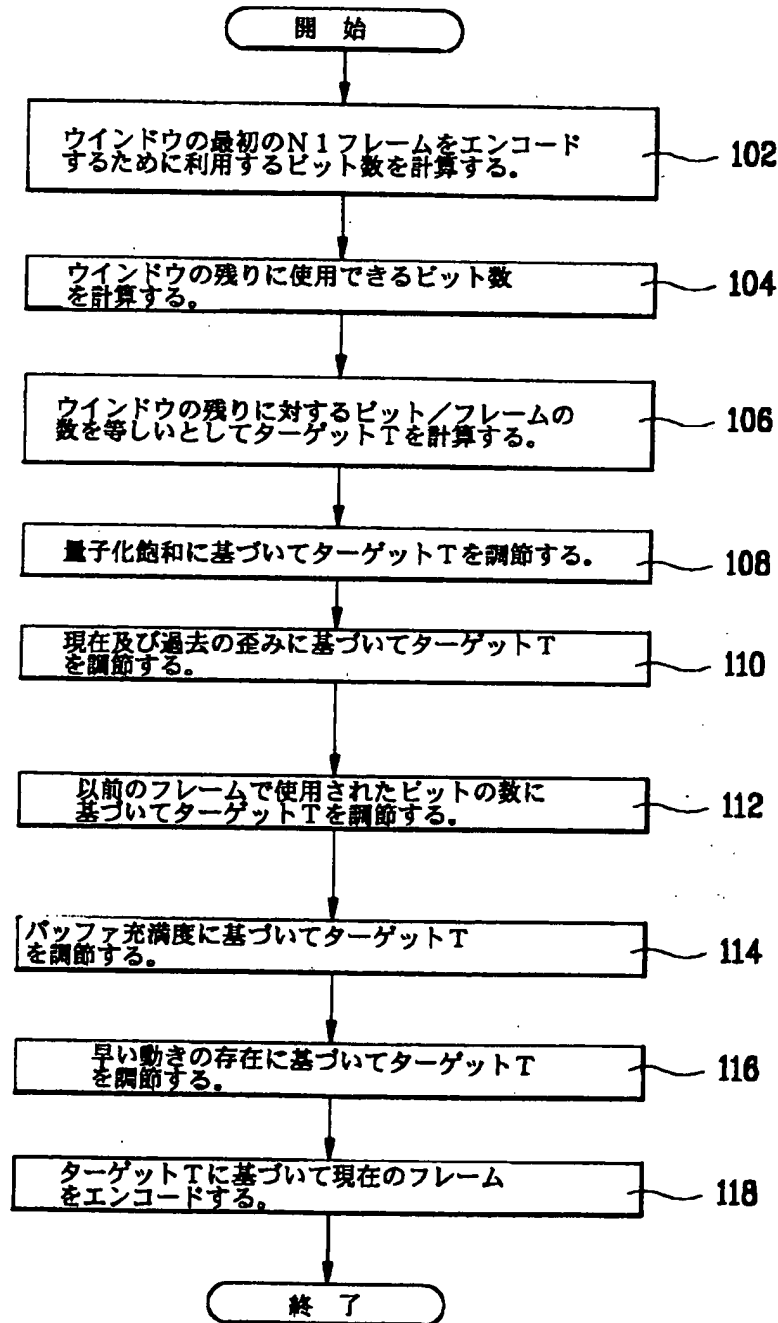 開 始
ウインドウの最初のN1フレームをエンコード
するために利用するビット数を計算する。
102
ウインドウの残りに使用できるビット数
を計算する。
104
ウインドウの残りに対するビット／フレームの
数を等しいとしてターゲットTを計算する。
106
量子化飽和に基づいてターゲットTを調節する。
108
現在及び過去の歪みに基づいてターゲットT
を調節する。
110
以前のフレームで使用されたビットの数に
基づいてターゲットTを調節する。
112
バッファ充満度に基づいてターゲットT
を調節する。
114
早い動きの存在に基づいてターゲットT
を調節する。
116
ターゲットTに基づいて現在のフレーム
をエンコードする。
118
終 了